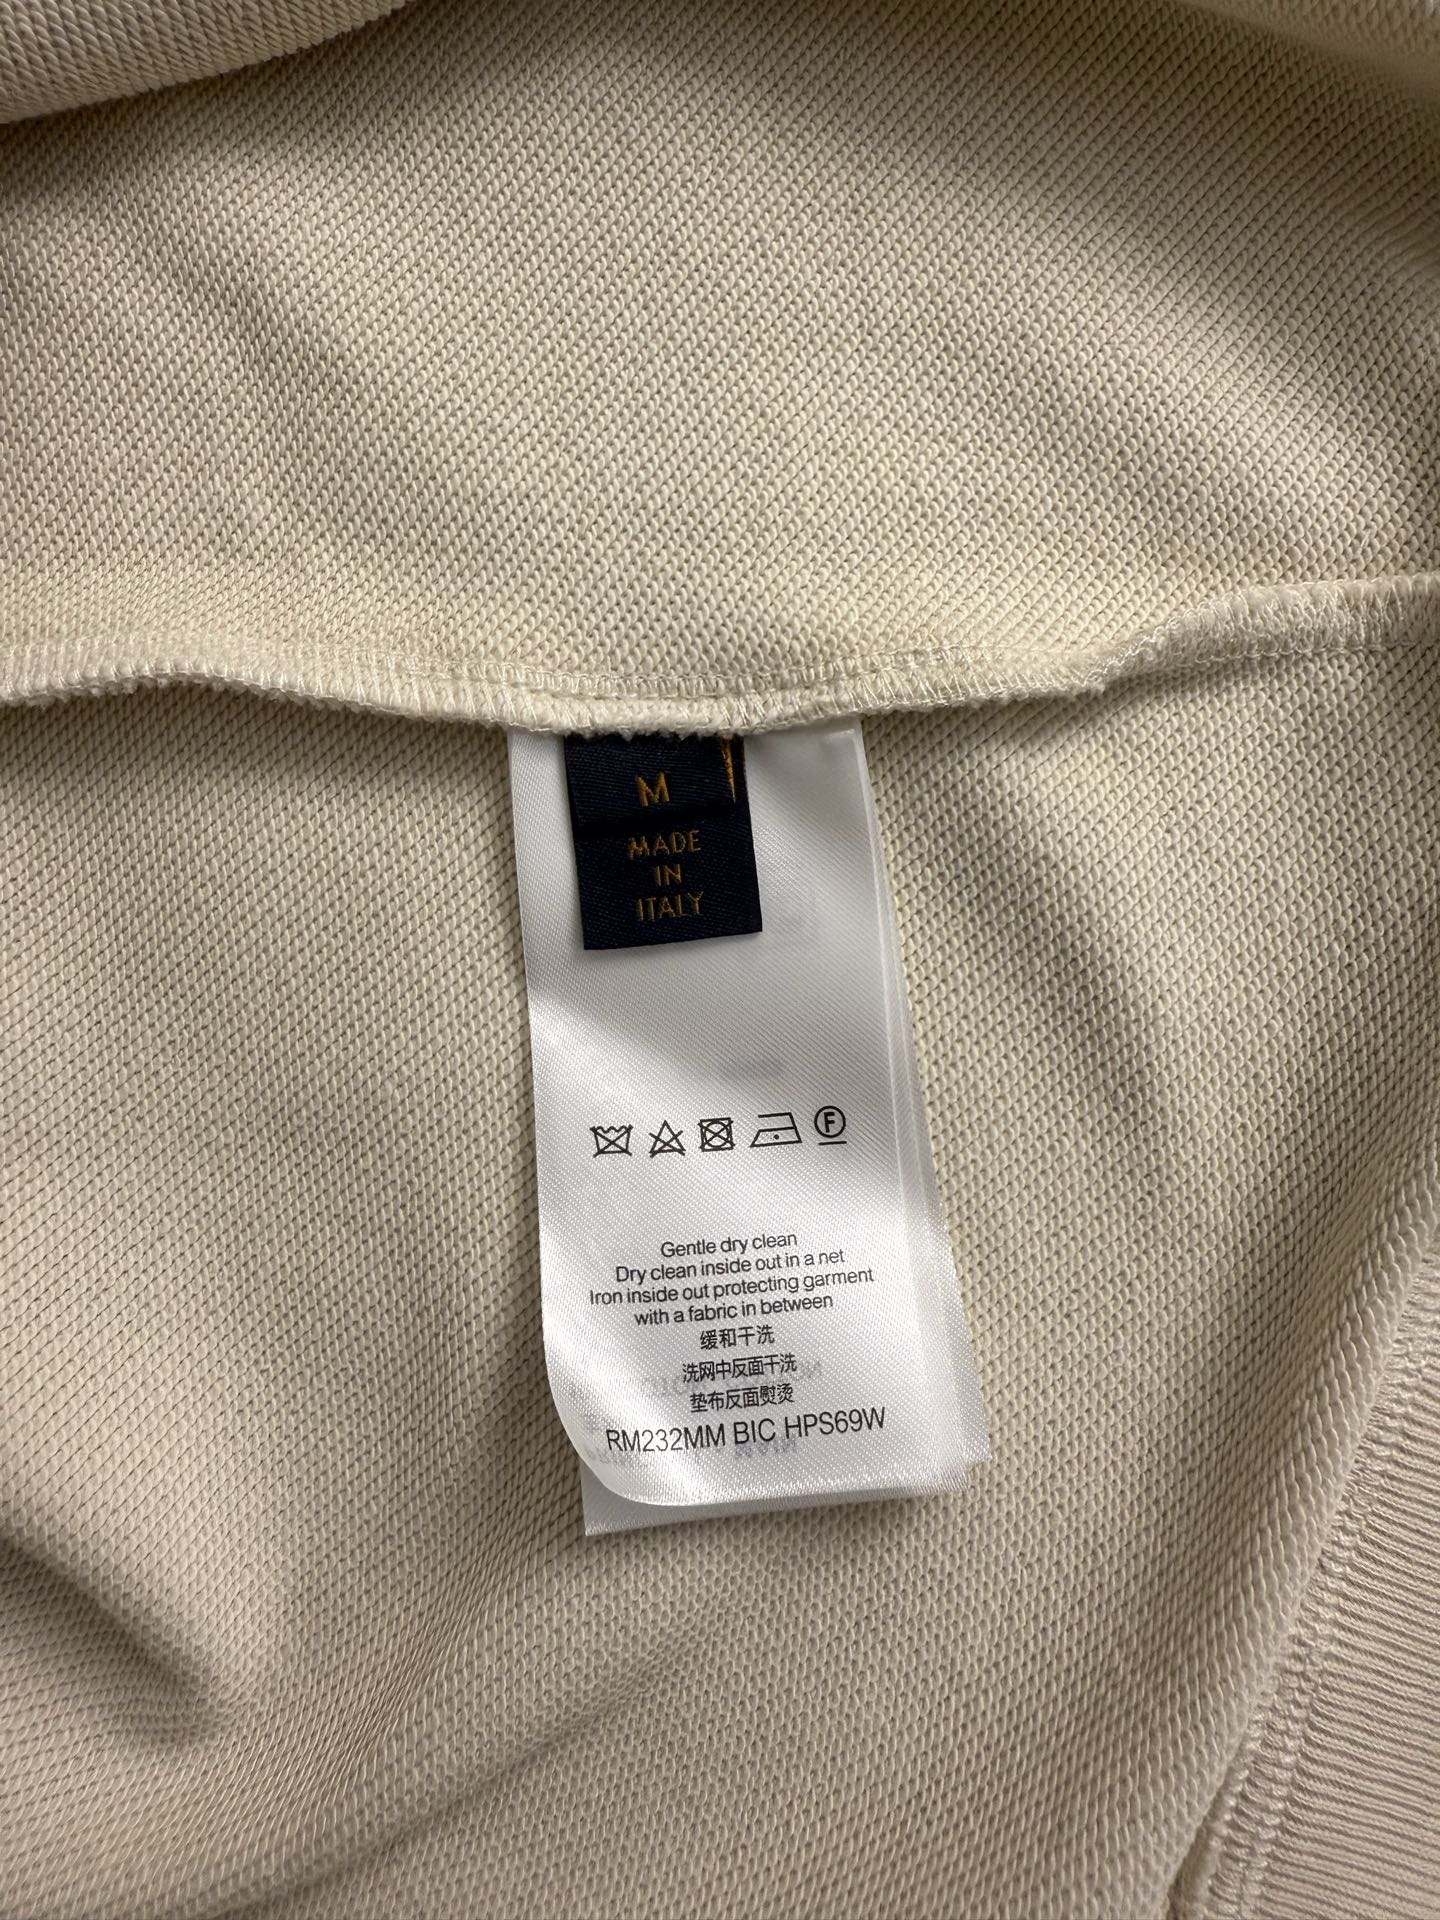 M
MADE
IN
ITALY
F
Gentle dry clean
Dry clean inside out in a net
Iron inside out protecting garment
with a fabric in between
缓和干洗
洗网中反面干洗
垫布反面熨烫
RM232MM BIC HPS69W